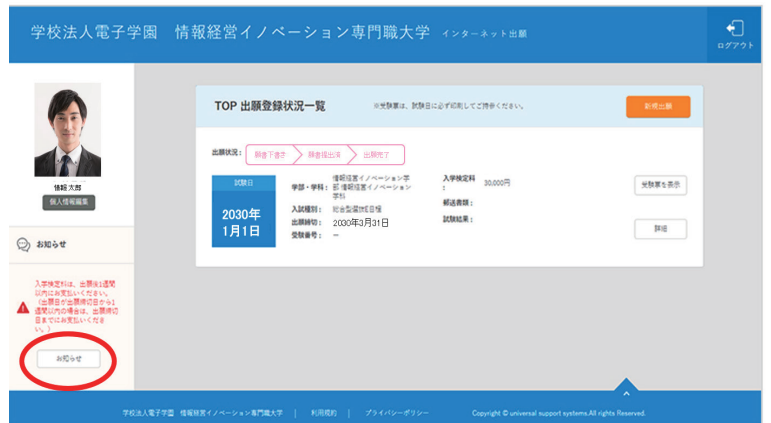 学校法人電子学園　情報経営イノベーション専門職大学 インターネット出願
ログアウト
TOP 出願登録状況一覧
※受験票は、試験日に必ず印刷してご持参ください。
新規出願
出願状況：
願書下書き
願書提出済
出願完了
試験日
2030年
1月1日
学部・学科：
情報経営イノベーション学
部 情報経営イノベーション
学科
入試種別：
総合型選抜E日程
出願締切：
2030年3月31日
受験番号：
―
入学検定料
：
30,000円
郵送書類：
試験結果：
受験票を表示
詳細
情報 太郎
個人情報編集
お知らせ
入学検定料は、出願後1週間
以内にお支払いください。
（出願日が出願締切日から1
週間以内の場合は、出願締切
日までにお支払いくださ
い。）
お知らせ
学校法人電子学園　情報経営イノベーション専門職大学 | 利用規約 | プライバシーポリシー
Copyright © universal support systems.All rights Reserved.